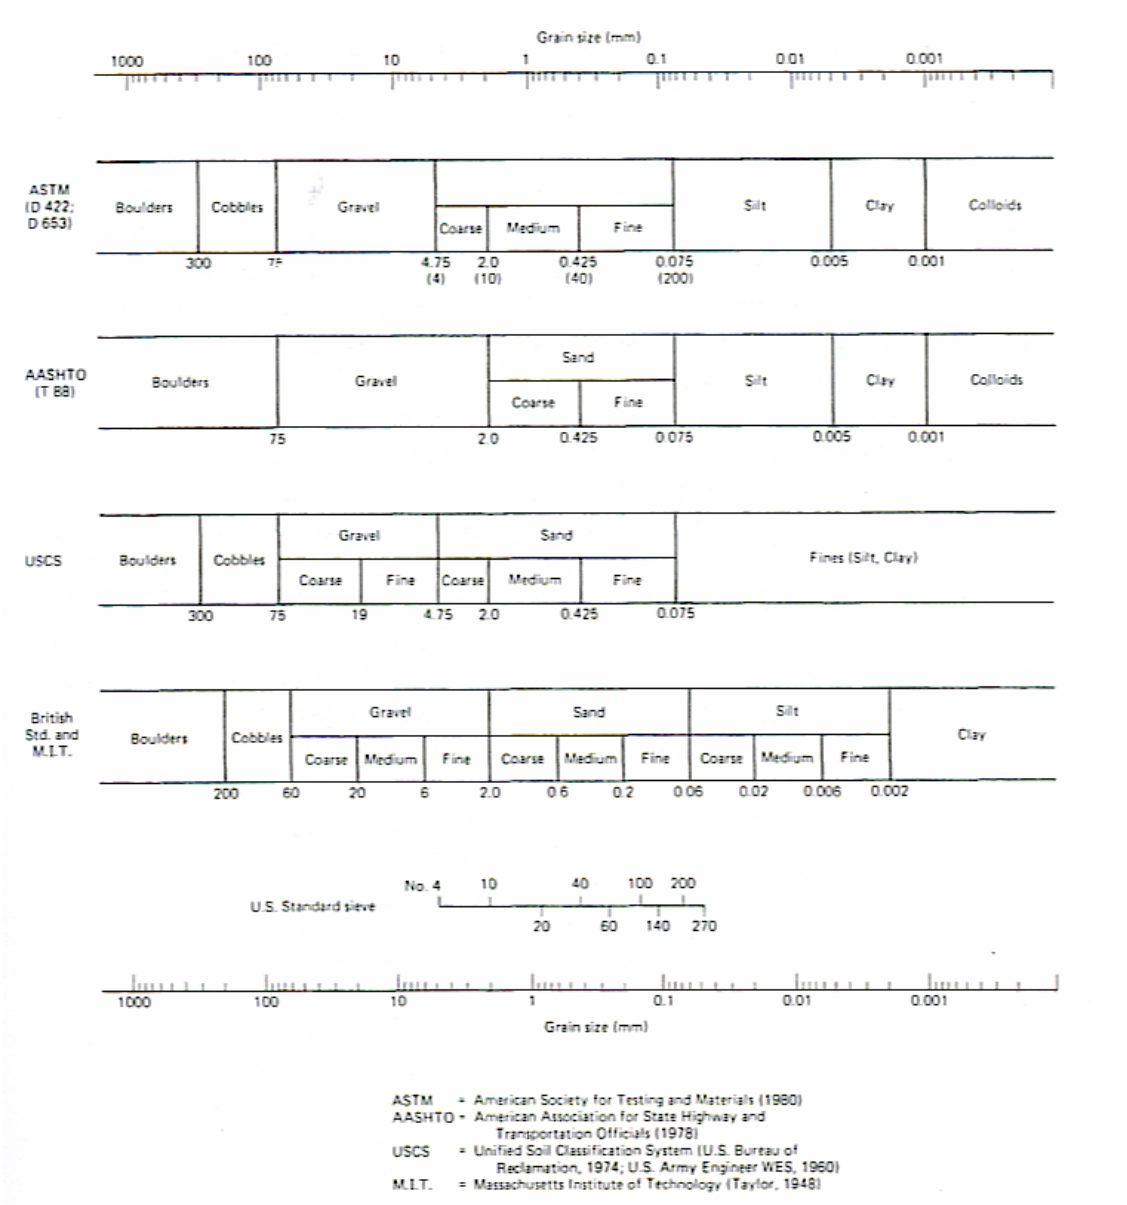 Grain size (mm)
1000 100 10 1 0.1 0.01 0.001
ASTM
(D 422;
D 653)
Boulders Cobbles Gravel Silt Clay Colloids
Coarse Medium Fine
300 75 4.75 2.0 0.425 0.075 0.005 0.001
(4) (10) (40) (200)
AASHTO
(T 88)
Sand
Boulders Gravel Silt Clay Colloids
Coarse Fine
75 2.0 0.425 0.075 0.005 0.001
USCS
Gravel Sand
Boulders Cobbles Fines (Silt, Clay)
Coarse Fine Coarse Medium Fine
300 75 19 4.75 2.0 0.425 0.075
British
Std. and
M.I.T.
Gravel Sand Silt
Boulders Cobbles Clay
Coarse Medium Fine Coarse Medium Fine Coarse Medium Fine
200 60 20 6 2.0 0.6 0.2 0.06 0.02 0.006 0.002
No. 4 10 40 100 200
U.S. Standard sieve
20 60 140 270
1000 100 10 1 0.1 0.01 0.001
Grain size (mm)
ASTM = American Society for Testing and Materials (1980)
AASHTO = American Association for State Highway and
Transportation Officials (1978)
USCS = Unified Soil Classification System (U.S. Bureau of
Reclamation, 1974; U.S. Army Engineer WES, 1960)
M.I.T. = Massachusetts Institute of Technology (Taylor, 1948)